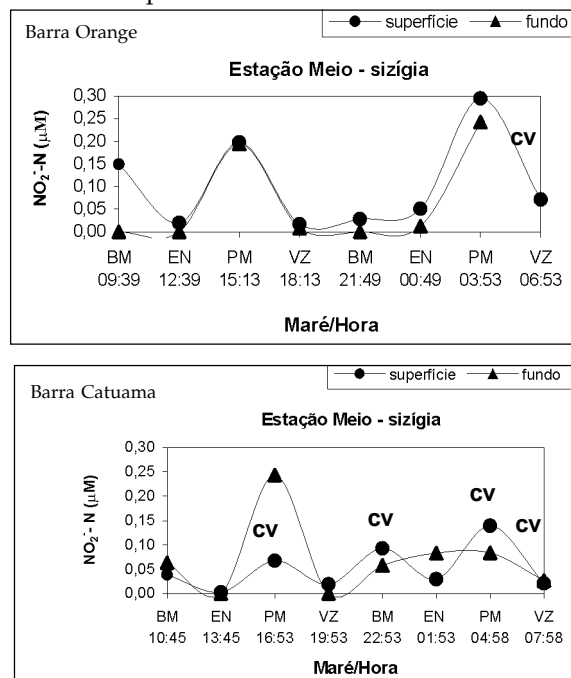 Barra Orange
superfície fundo
Estação Meio - sizígia
NO₂⁻-N (µM)
0,30
0,25
0,20
0,15
0,10
0,05
0,00
cv
BM EN PM VZ BM EN PM VZ
09:39 12:39 15:13 18:13 21:49 00:49 03:53 06:53
Maré/Hora
Barra Catuama
superfície fundo
Estação Meio - sizígia
NO₂⁻- N (µM)
0,30
0,25
0,20
0,15
0,10
0,05
0,00
cv cv cv cv
BM EN PM VZ BM EN PM VZ
10:45 13:45 16:53 19:53 22:53 01:53 04:58 07:58
Maré/Hora